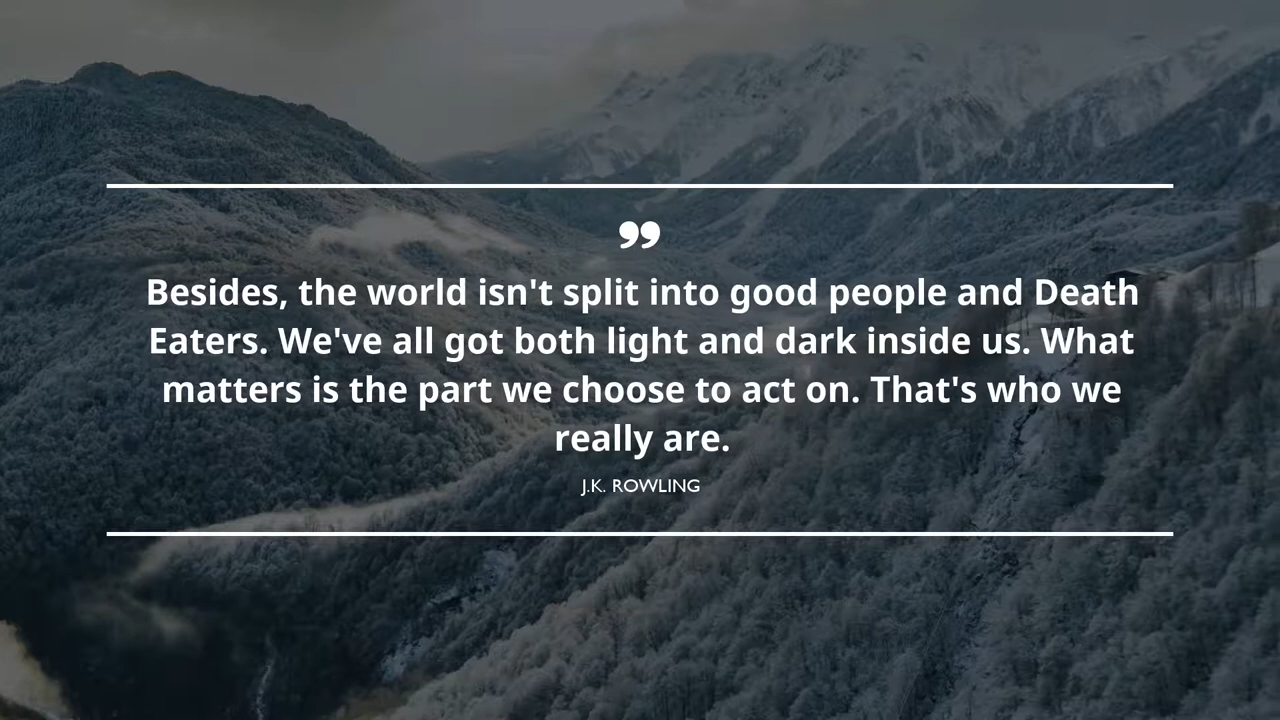 ”
Besides, the world isn't split into good people and Death
Eaters. We've all got both light and dark inside us. What
matters is the part we choose to act on. That's who we
really are.
J.K. ROWLING